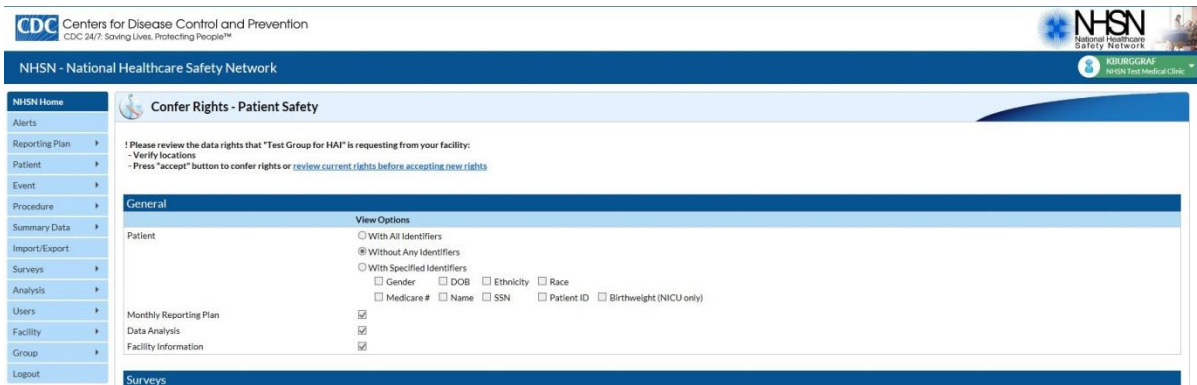 CDC Centers for Disease Control and Prevention
CDC 24/7: Saving Lives, Protecting People™
NHSN
National Healthcare
Safety Network
NHSN - National Healthcare Safety Network
KBURGGRAF
NHSN Test Medical Clinic
NHSN Home
Alerts
Reporting Plan
Patient
Event
Procedure
Summary Data
Import/Export
Surveys
Analysis
Users
Facility
Group
Logout
Confer Rights - Patient Safety
! Please review the data rights that "Test Group for HAI" is requesting from your facility:
- Verify locations
- Press "accept" button to confer rights or review current rights before accepting new rights
General
View Options
Patient
With All Identifiers
Without Any Identifiers
With Specified Identifiers
Gender DOB Ethnicity Race
Medicare # Name SSN Patient ID Birthweight (NICU only)
Monthly Reporting Plan
Data Analysis
Facility Information
Surveys